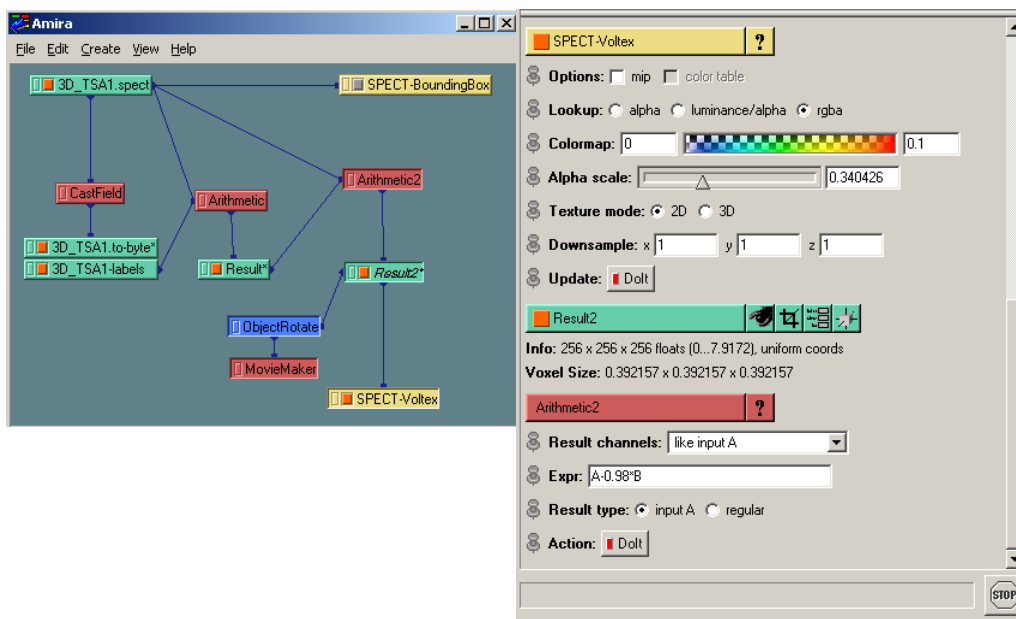 Amira
File Edit Create View Help
3D_TSA1.spect
SPECT-BoundingBox
CastField
Arithmetic
Arithmetic2
3D_TSA1.to-byte*
3D_TSA1-labels
Result*
Result2*
ObjectRotate
MovieMaker
SPECT-Voltex
SPECT-Voltex ?
Options: mip color table
Lookup: alpha luminance/alpha rgba
Colormap: 0 0.1
Alpha scale: 0.340426
Texture mode: 2D 3D
Downsample: x 1 y 1 z 1
Update: DoIt
Result2
Info: 256 x 256 x 256 floats (0...7.9172), uniform coords
Voxel Size: 0.392157 x 0.392157 x 0.392157
Arithmetic2 ?
Result channels: like input A
Expr: A-0.98*B
Result type: input A regular
Action: DoIt
STOP